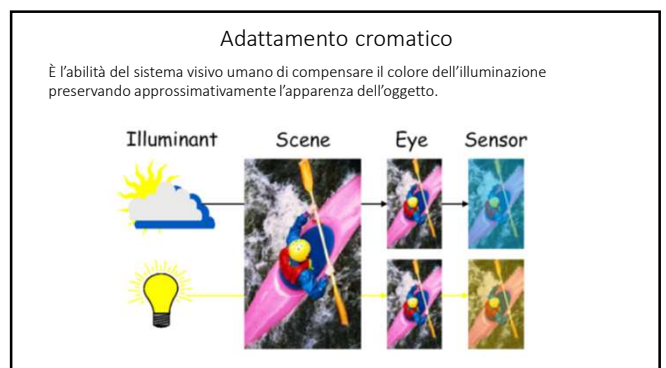 Adattamento cromatico
È l’abilità del sistema visivo umano di compensare il colore dell’illuminazione
preservando approssimativamente l’apparenza dell’oggetto.
Illuminant Scene Eye Sensor